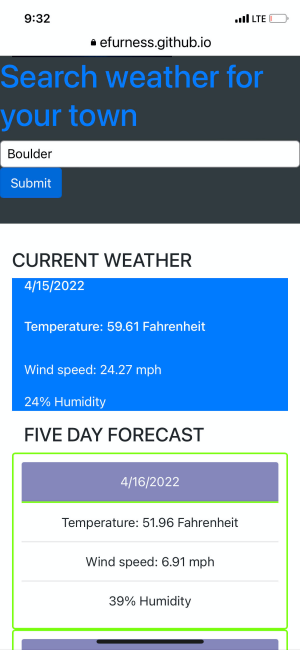 9:32
LTE
efurness.github.io
Search weather for
your town
Boulder
Submit
CURRENT WEATHER
4/15/2022
Temperature: 59.61 Fahrenheit
Wind speed: 24.27 mph
24% Humidity
FIVE DAY FORECAST
4/16/2022
Temperature: 51.96 Fahrenheit
Wind speed: 6.91 mph
39% Humidity